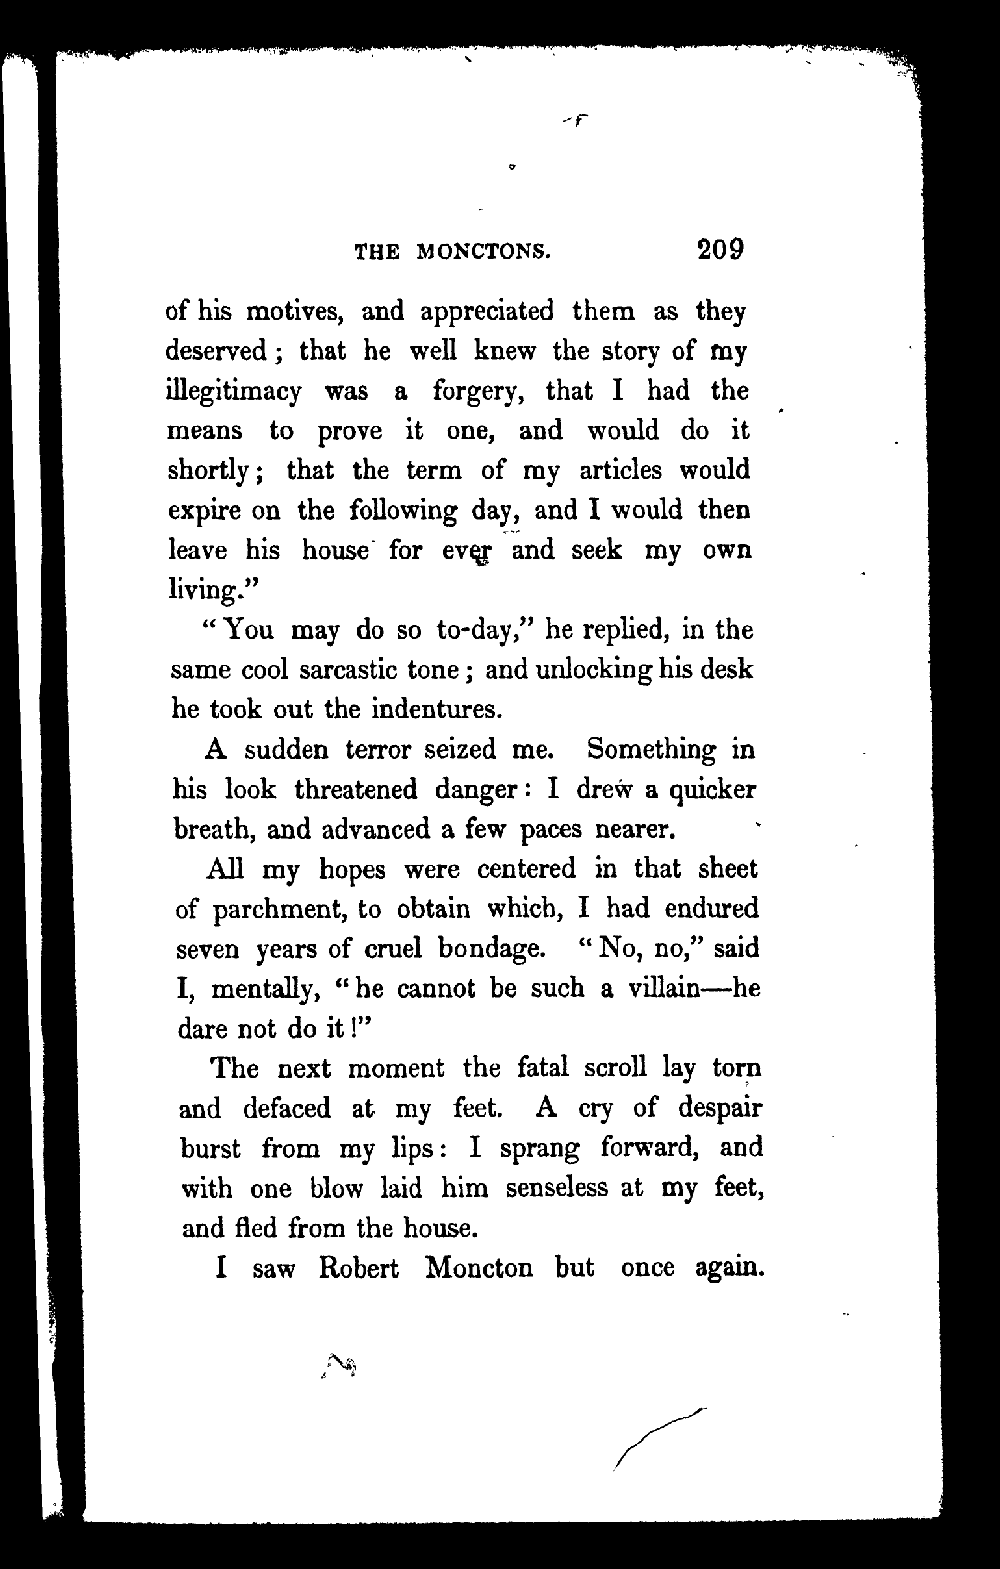 THE MONCTONS. 209
of his motives, and appreciated them as they
deserved ; that he well knew the story of my
illegitimacy was a forgery, that I had the
means to prove it one, and would do it
shortly ; that the term of my articles would
expire on the following day, and I would then
leave his house for ever and seek my own
living.”
“ You may do so to-day,” he replied, in the
same cool sarcastic tone ; and unlocking his desk
he took out the indentures.
A sudden terror seized me. Something in
his look threatened danger : I drew a quicker
breath, and advanced a few paces nearer.
All my hopes were centered in that sheet
of parchment, to obtain which, I had endured
seven years of cruel bondage. “ No, no,” said
I, mentally, “ he cannot be such a villain—he
dare not do it !”
The next moment the fatal scroll lay torn
and defaced at my feet. A cry of despair
burst from my lips : I sprang forward, and
with one blow laid him senseless at my feet,
and fled from the house.
I saw Robert Moncton but once again.